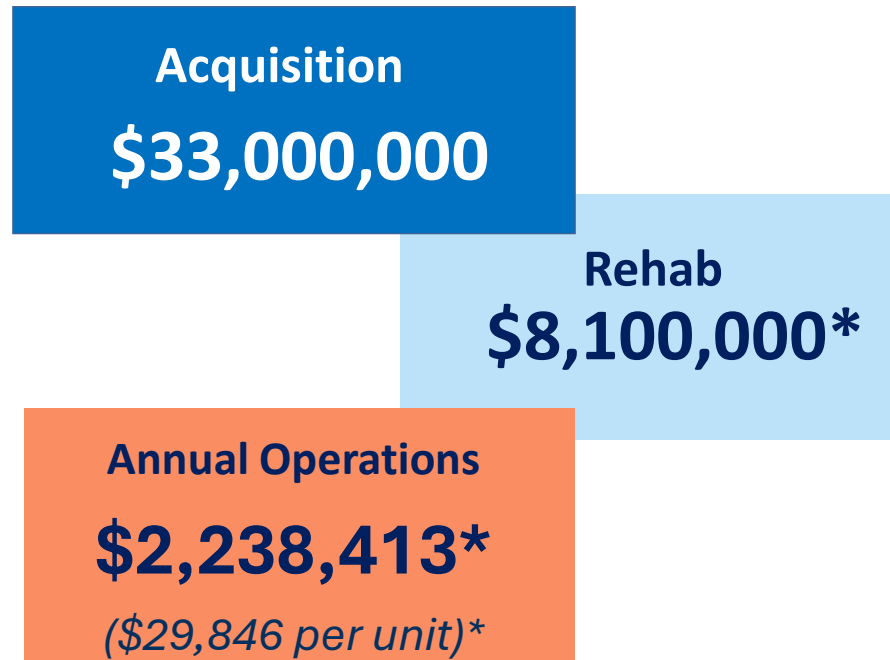 Acquisition
$33,000,000
Rehab
$8,100,000*
Annual Operations
$2,238,413*
($29,846 per unit)*